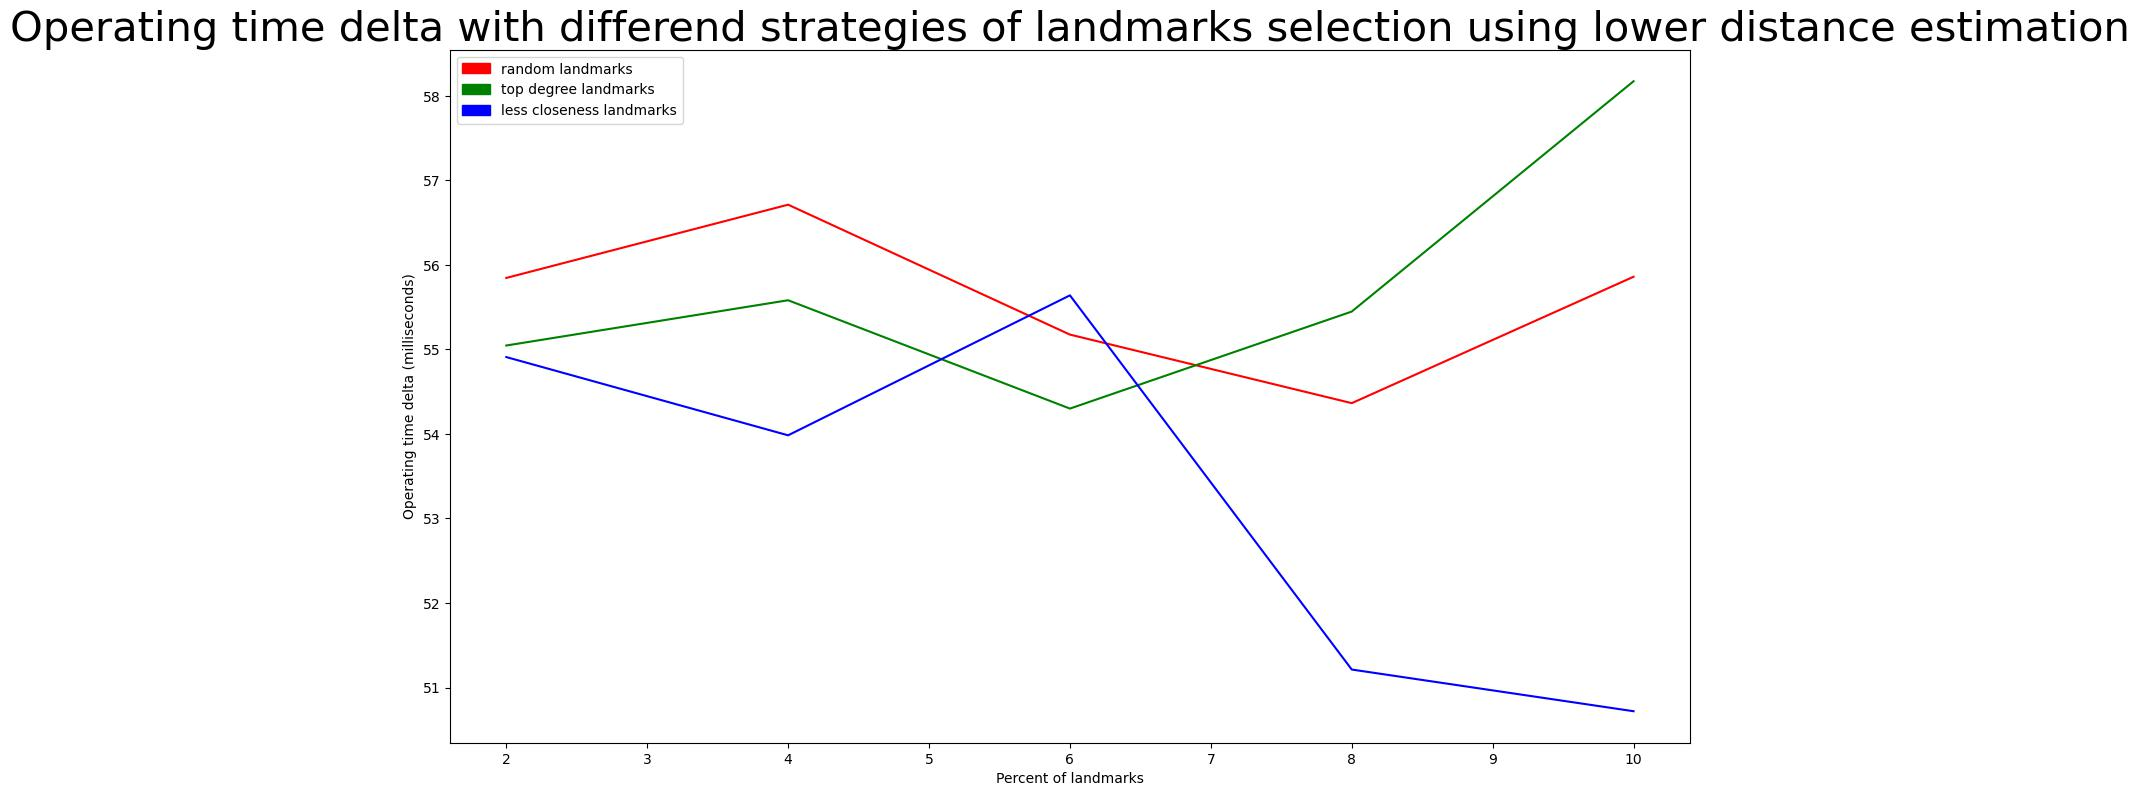 Operating time delta with differend strategies of landmarks selection using lower distance estimation
random landmarks
top degree landmarks
less closeness landmarks
Operating time delta (milliseconds)
58
57
56
55
54
53
52
51
2 3 4 5 6 7 8 9 10
Percent of landmarks